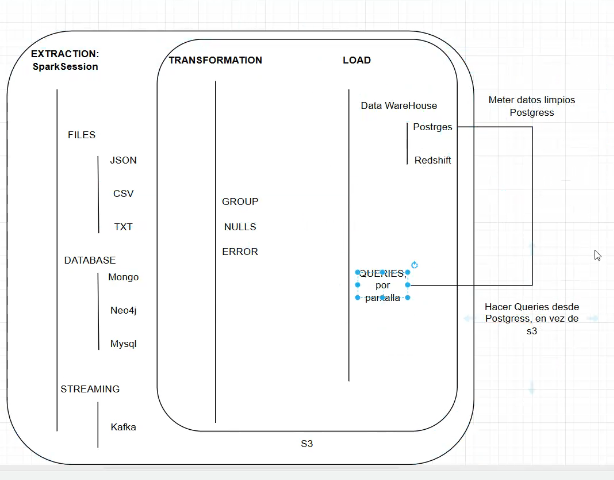 EXTRACTION:
SparkSession
FILES
JSON
CSV
TXT
DATABASE
Mongo
Neo4j
Mysql
STREAMING
Kafka
TRANSFORMATION
GROUP
NULLS
ERROR
LOAD
Data WareHouse
Postrges
Redshift
QUERIES:
por
pantalla
S3
Meter datos limpios
Postgress
Hacer Queries desde
Postgress, en vez de
s3